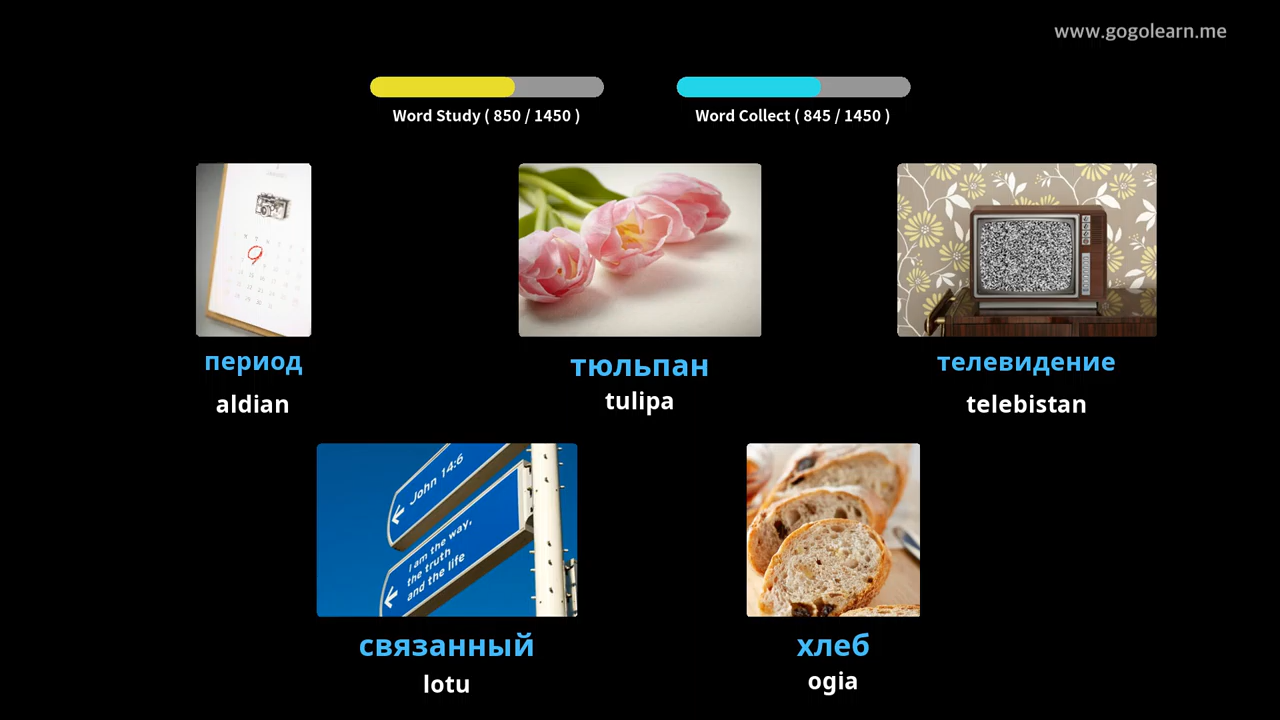 www.gogolearn.me
Word Study ( 850 / 1450 )
Word Collect ( 845 / 1450 )
период
aldian
тюльпан
tulipa
телевидение
telebistan
John 14:6
I am the way,
the truth
and the life
связанный
lotu
хлеб
ogia